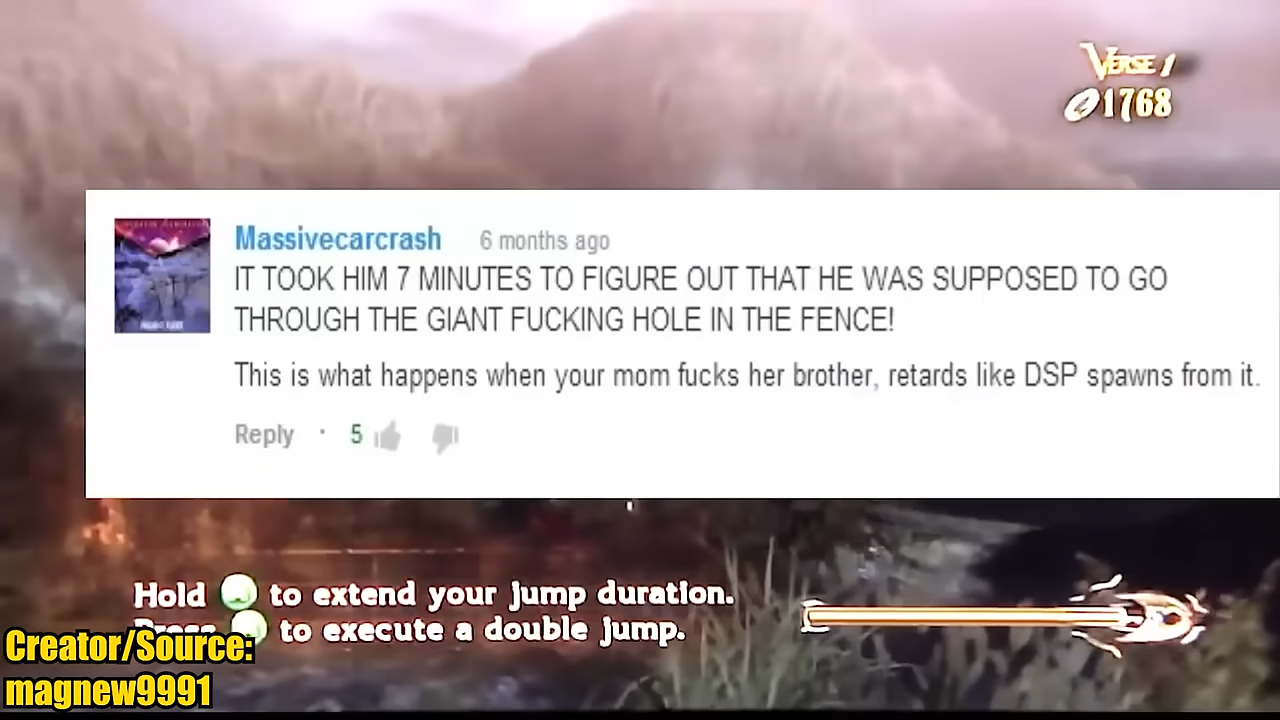 VERSE 1
1768
Massivecarcrash 6 months ago
IT TOOK HIM 7 MINUTES TO FIGURE OUT THAT HE WAS SUPPOSED TO GO
THROUGH THE GIANT FUCKING HOLE IN THE FENCE!
This is what happens when your mom fucks her brother, retards like DSP spawns from it.
Reply · 5
Hold to extend your jump duration.
Press to execute a double jump.
Creator/Source:
magnew9991